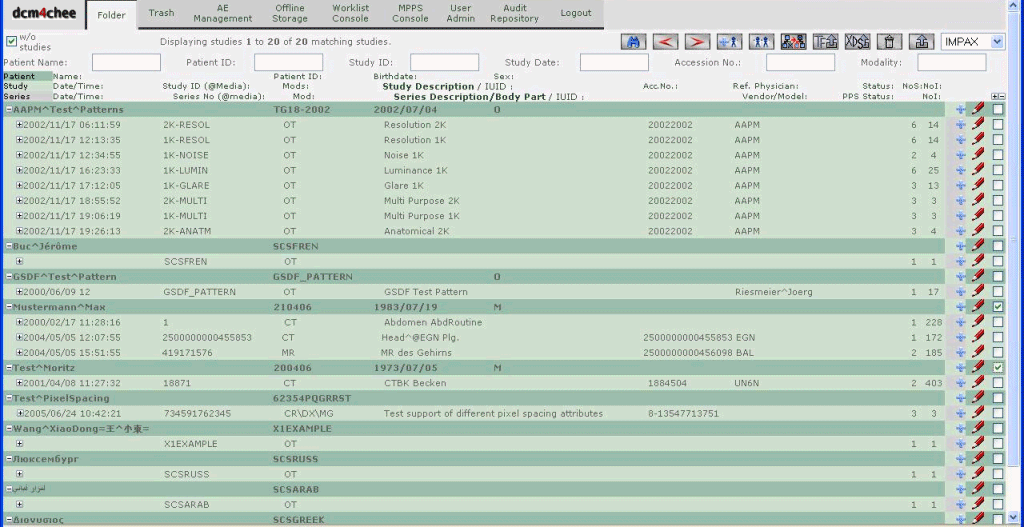 dcm4chee Folder Trash AE Management Offline Storage Worklist Console MPPS Console User Admin Audit Repository Logout
w/o studies Displaying studies 1 to 20 of 20 matching studies. IMPAX
Patient Name: Patient ID: Study ID: Study Date: Accession No.: Modality:
Patient Name: Patient ID: Birthdate: Sex:
Study Date/Time: Study ID (@Media): Mods: Study Description / IUID : Acc.No.: Ref. Physician: Status: NoS: NoI:
Series Date/Time: Series No (@media): Mod: Series Description/Body Part / IUID : Vendor/Model: PPS Status: NoI:
AAPM^Test^Patterns TG18-2002 2002/07/04 O
2002/11/17 06:11:59 2K-RESOL OT Resolution 2K 20022002 AAPM 6 14
2002/11/17 12:13:35 1K-RESOL OT Resolution 1K 20022002 AAPM 6 14
2002/11/17 12:34:55 1K-NOISE OT Noise 1K 20022002 AAPM 2 4
2002/11/17 16:23:33 1K-LUMIN OT Luminance 1K 20022002 AAPM 6 25
2002/11/17 17:12:05 1K-GLARE OT Glare 1K 20022002 AAPM 3 13
2002/11/17 18:55:52 2K-MULTI OT Multi Purpose 2K 20022002 AAPM 3 3
2002/11/17 19:06:19 1K-MULTI OT Multi Purpose 1K 20022002 AAPM 3 3
2002/11/17 19:26:13 2K-ANATM OT Anatomical 2K 20022002 AAPM 3 4
Buc^Jérôme SCSFREN
SCSFREN OT 1 1
GSDF^Test^Pattern GSDF_PATTERN O
2000/06/09 12 GSDF_PATTERN OT GSDF Test Pattern Riesmeier^Joerg 1 17
Mustermann^Max 210406 1983/07/19 M
2000/02/17 11:28:16 1 CT Abdomen AbdRoutine 1 228
2004/05/05 12:07:55 2500000000455853 CT Head^@EGN Plg. 2500000000455853 EGN 1 172
2004/05/05 15:51:55 419171576 MR MR des Gehirns 2500000000456098 BAL 2 185
Test^Moritz 200406 1973/07/05 M
2001/04/08 11:27:32 18871 CT CTBK Becken 1884504 UN6N 2 403
Test^PixelSpacing 62354PQGRRST
2005/06/24 10:42:21 734591762345 CR\DX\MG Test support of different pixel spacing attributes 8-13547713751 3 3
Wang^XiaoDong=王^小東= X1EXAMPLE
X1EXAMPLE OT 1 1
Люксембург SCSRUSS
SCSRUSS OT 1 1
SCSARAB
SCSARAB OT 1 1
Διονυσιος SCSGREEK